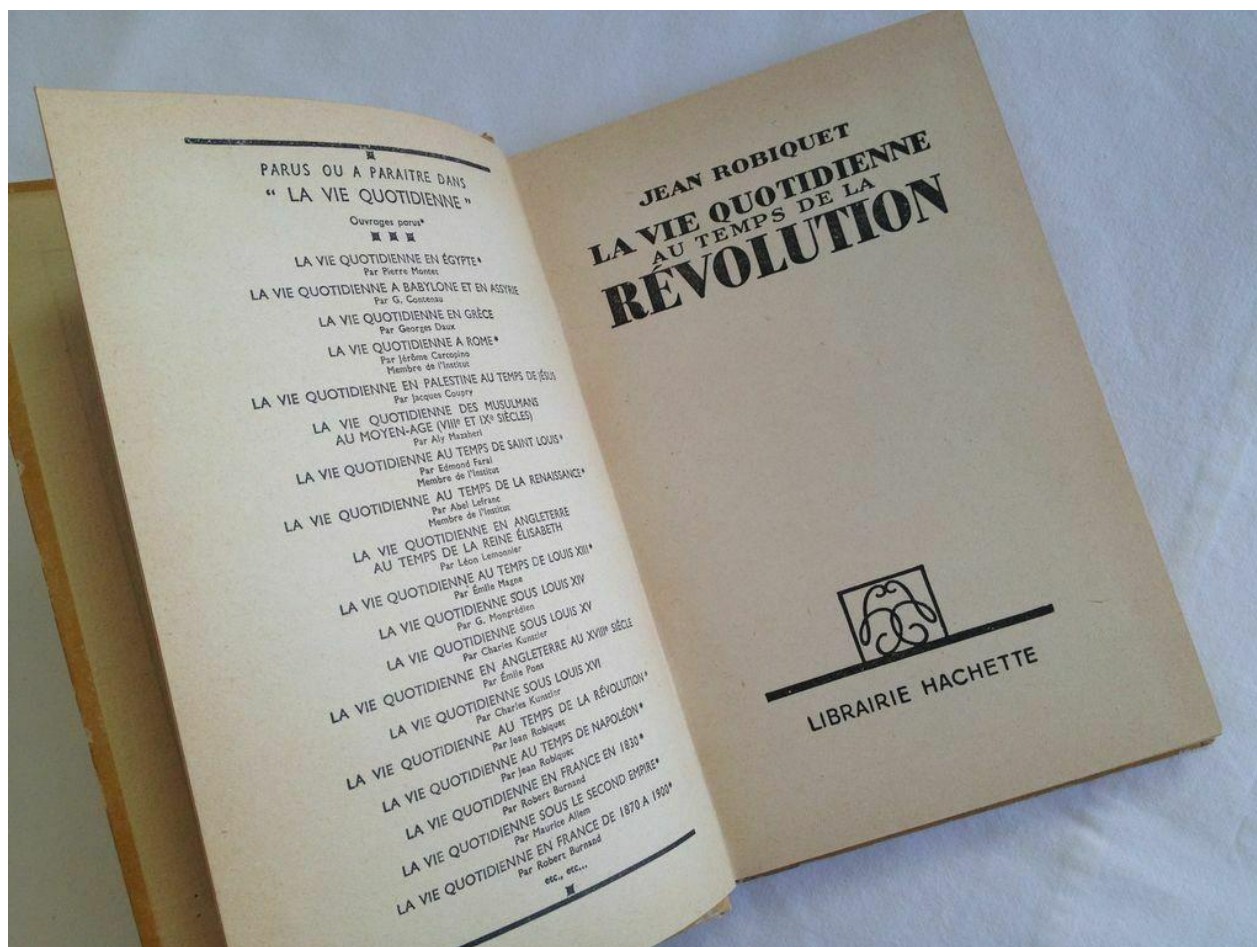 PARUS OU A PARAITRE DANS
“ LA VIE QUOTIDIENNE ”
Ouvrages parus*
LA VIE QUOTIDIENNE EN ÉGYPTE*
Par Pierre Montet
LA VIE QUOTIDIENNE A BABYLONE ET EN ASSYRIE
Par G. Contenau
LA VIE QUOTIDIENNE EN GRÈCE
Par Georges Daux
LA VIE QUOTIDIENNE A ROME*
Par Jérôme Carcopino
Membre de l'Institut
LA VIE QUOTIDIENNE EN PALESTINE AU TEMPS DE JÉSUS
Par Jacques Coupry
LA VIE QUOTIDIENNE DES MUSULMANS
AU MOYEN-AGE (VIIIe ET IXe SIÈCLES)
Par Aly Mazaheri
LA VIE QUOTIDIENNE AU TEMPS DE SAINT LOUIS*
Par Edmond Faral
Membre de l'Institut
LA VIE QUOTIDIENNE AU TEMPS DE LA RENAISSANCE*
Par Abel Lefranc
Membre de l'Institut
LA VIE QUOTIDIENNE EN ANGLETERRE
AU TEMPS DE LA REINE ÉLISABETH
Par Léon Lemonnier
LA VIE QUOTIDIENNE AU TEMPS DE LOUIS XIII*
Par Émile Magne
LA VIE QUOTIDIENNE SOUS LOUIS XIV
Par G. Mongrédien
LA VIE QUOTIDIENNE SOUS LOUIS XV
Par Charles Kunstler
LA VIE QUOTIDIENNE EN ANGLETERRE AU XVIIIe SIÈCLE
Par Émile Pons
LA VIE QUOTIDIENNE SOUS LOUIS XVI
Par Charles Kunstler
LA VIE QUOTIDIENNE AU TEMPS DE LA RÉVOLUTION*
Par Jean Robiquet
LA VIE QUOTIDIENNE AU TEMPS DE NAPOLÉON*
Par Jean Robiquet
LA VIE QUOTIDIENNE EN FRANCE EN 1830*
Par Robert Burnand
LA VIE QUOTIDIENNE SOUS LE SECOND EMPIRE*
Par Maurice Allem
LA VIE QUOTIDIENNE EN FRANCE DE 1870 A 1900*
Par Robert Burnand
etc., etc...
JEAN ROBIQUET
LA VIE QUOTIDIENNE
AU TEMPS DE LA
RÉVOLUTION
LIBRAIRIE HACHETTE